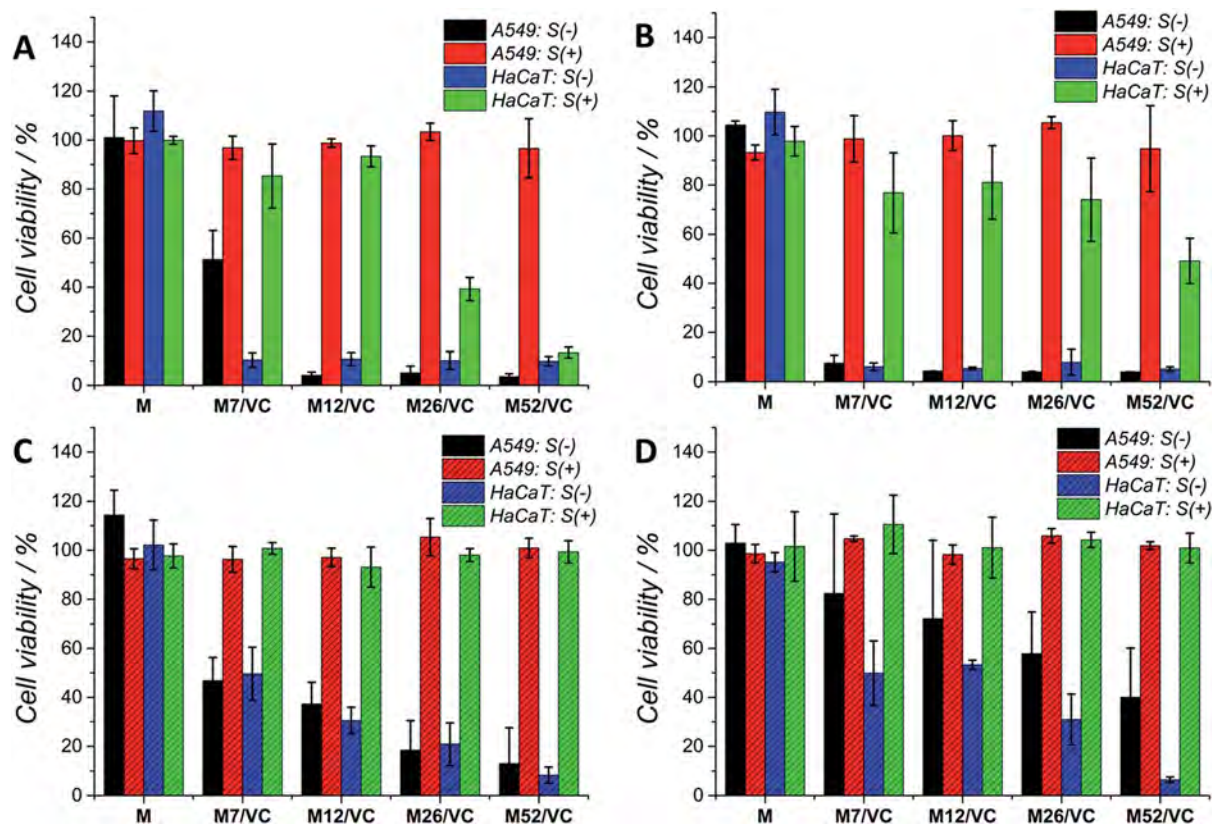 A
Cell viability / %
140
120
100
80
60
40
20
0
A549: S(-)
A549: S(+)
HaCaT: S(-)
HaCaT: S(+)
M M7/VC M12/VC M26/VC M52/VC
B
Cell viability / %
140
120
100
80
60
40
20
0
A549: S(-)
A549: S(+)
HaCaT: S(-)
HaCaT: S(+)
M M7/VC M12/VC M26/VC M52/VC
C
Cell viability / %
140
120
100
80
60
40
20
0
A549: S(-)
A549: S(+)
HaCaT: S(-)
HaCaT: S(+)
M M7/VC M12/VC M26/VC M52/VC
D
Cell viability / %
140
120
100
80
60
40
20
0
A549: S(-)
A549: S(+)
HaCaT: S(-)
HaCaT: S(+)
M M7/VC M12/VC M26/VC M52/VC